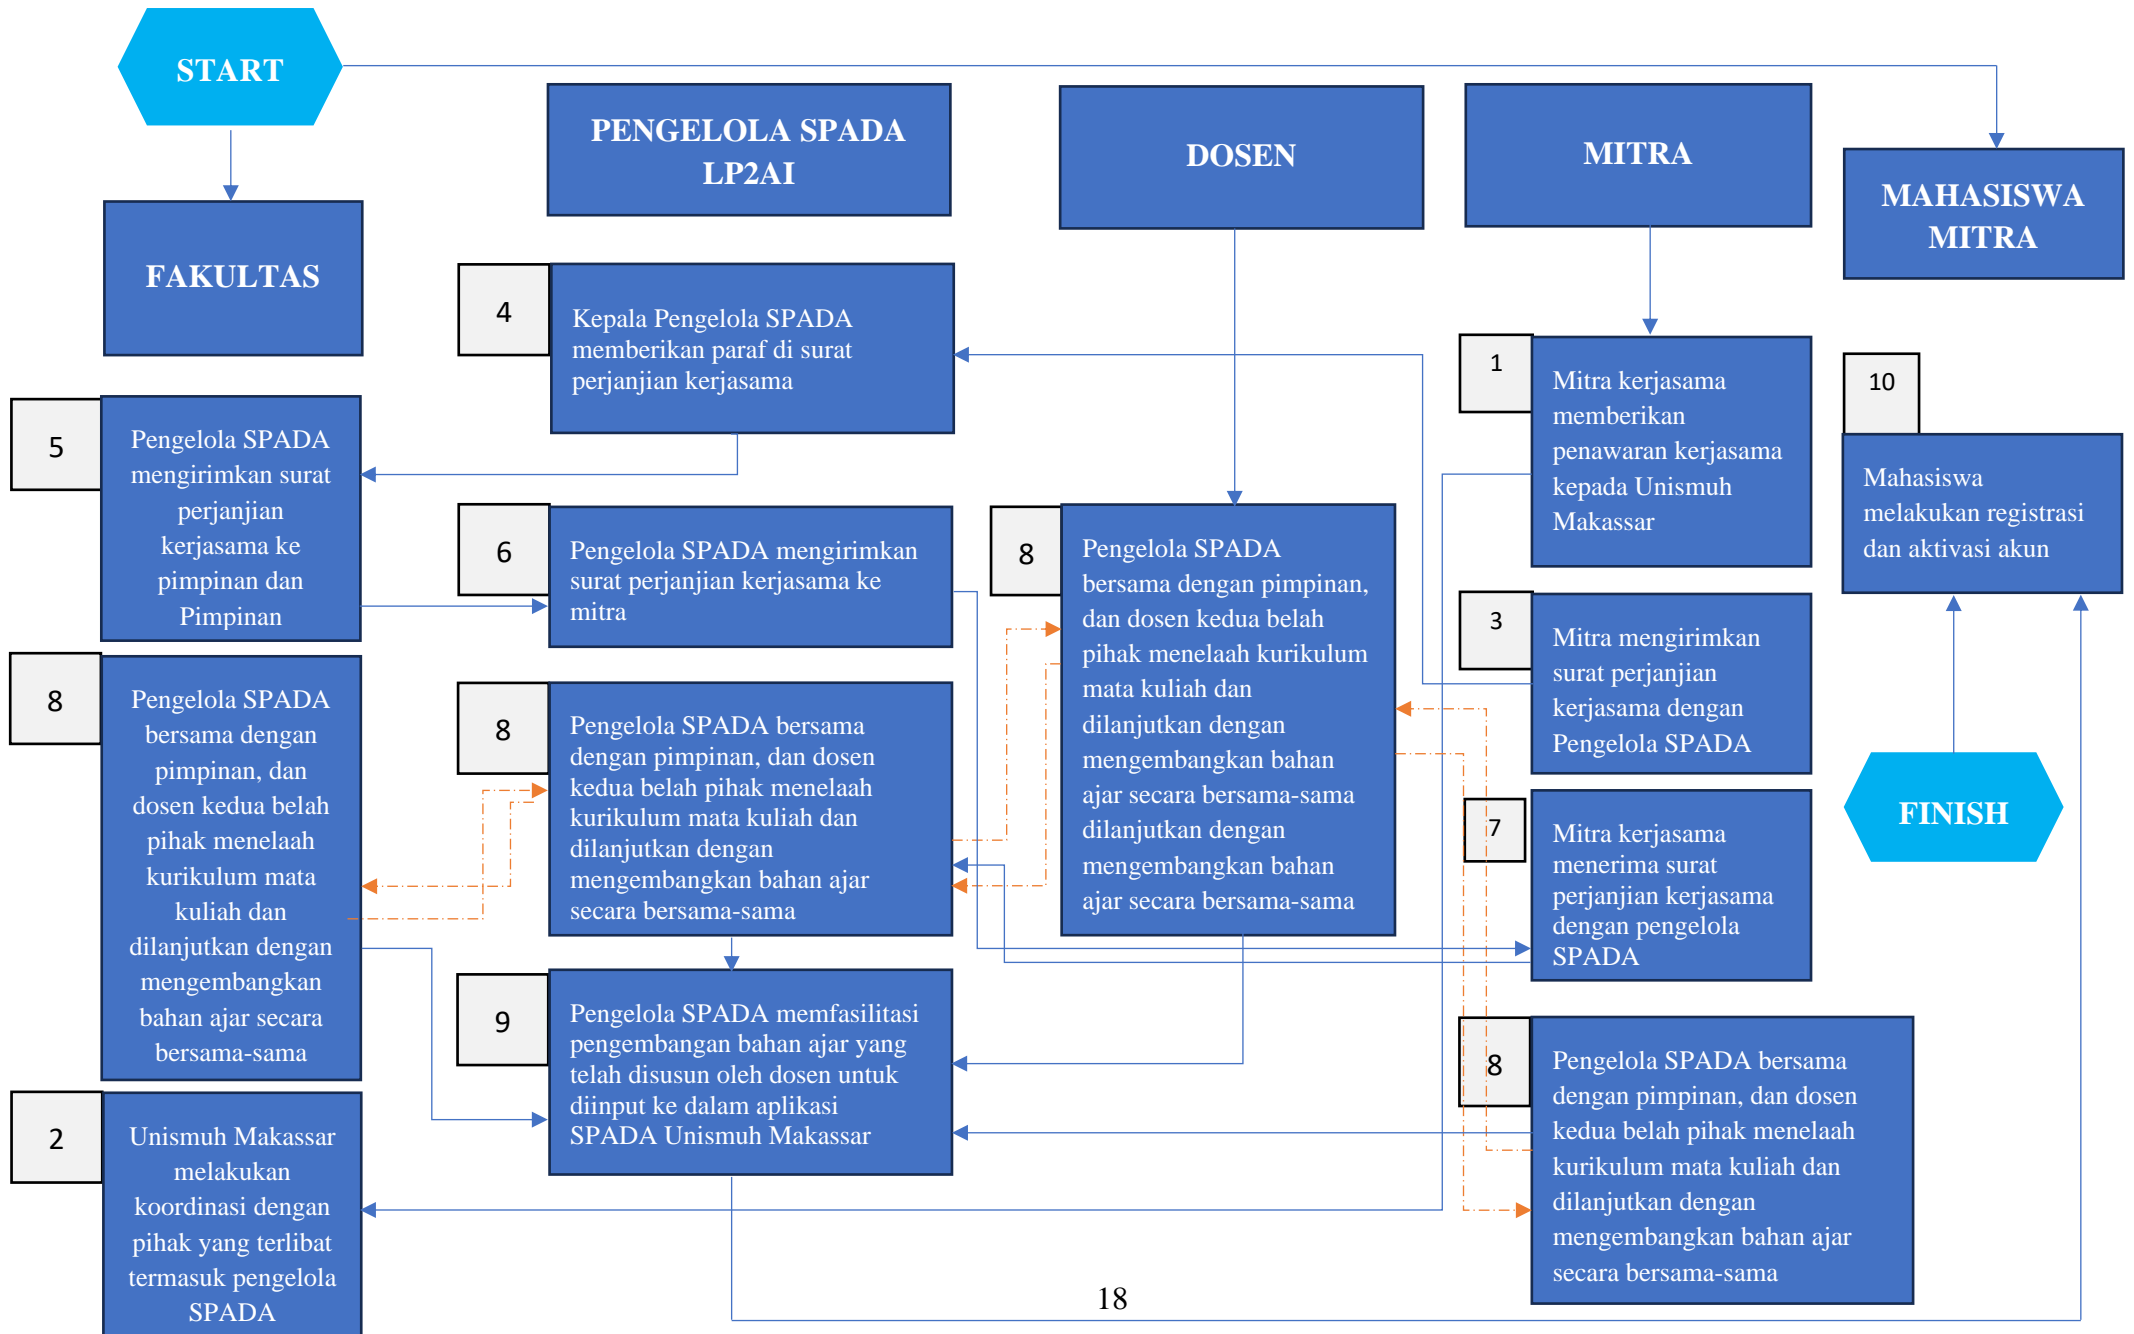 START
PENGELOLA SPADA
LP2AI
DOSEN
MITRA
MAHASISWA
MITRA
FAKULTAS
4
Kepala Pengelola SPADA
memberikan paraf di surat
perjanjian kerjasama
1
Mitra kerjasama
memberikan
penawaran kerjasama
kepada Unismuh
Makassar
10
Mahasiswa
melakukan registrasi
dan aktivasi akun
5
Pengelola SPADA
mengirimkan surat
perjanjian
kerjasama ke
pimpinan dan
Pimpinan
6
Pengelola SPADA mengirimkan
surat perjanjian kerjasama ke
mitra
8
Pengelola SPADA
bersama dengan pimpinan,
dan dosen kedua belah
pihak menelaah kurikulum
mata kuliah dan
dilanjutkan dengan
mengembangkan bahan
ajar secara bersama-sama
dilanjutkan dengan
mengembangkan bahan
ajar secara bersama-sama
3
Mitra mengirimkan
surat perjanjian
kerjasama dengan
Pengelola SPADA
8
Pengelola SPADA
bersama dengan
pimpinan, dan
dosen kedua belah
pihak menelaah
kurikulum mata
kuliah dan
dilanjutkan dengan
mengembangkan
bahan ajar secara
bersama-sama
8
Pengelola SPADA bersama
dengan pimpinan, dan dosen
kedua belah pihak menelaah
kurikulum mata kuliah dan
dilanjutkan dengan
mengembangkan bahan ajar
secara bersama-sama
7
Mitra kerjasama
menerima surat
perjanjian kerjasama
dengan pengelola
SPADA
FINISH
9
Pengelola SPADA memfasilitasi
pengembangan bahan ajar yang
telah disusun oleh dosen untuk
diinput ke dalam aplikasi
SPADA Unismuh Makassar
8
Pengelola SPADA bersama
dengan pimpinan, dan dosen
kedua belah pihak menelaah
kurikulum mata kuliah dan
dilanjutkan dengan
mengembangkan bahan ajar
secara bersama-sama
2
Unismuh Makassar
melakukan
koordinasi dengan
pihak yang terlibat
termasuk pengelola
SPADA
18